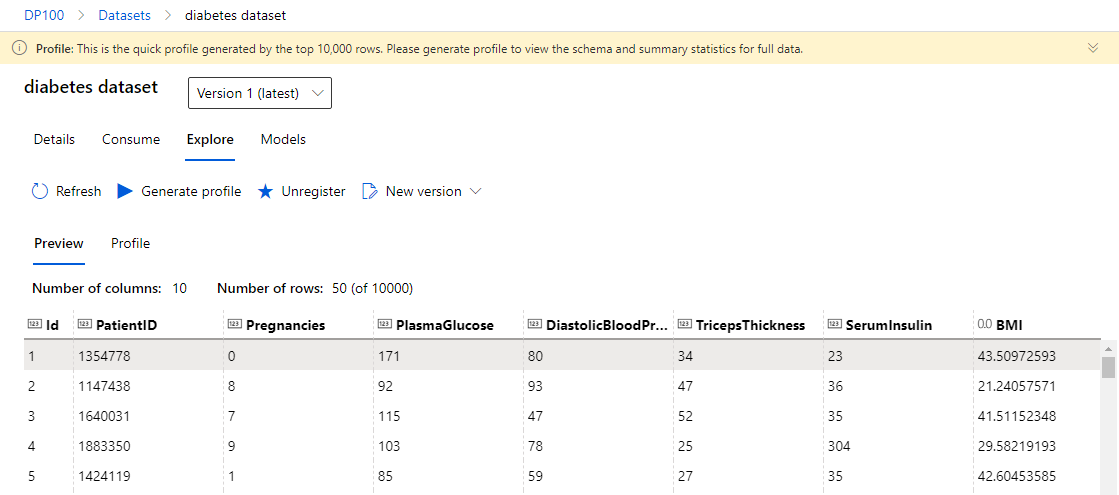 DP100 > Datasets > diabetes dataset
Profile: This is the quick profile generated by the top 10,000 rows. Please generate profile to view the schema and summary statistics for full data.
diabetes dataset Version 1 (latest)
Details Consume Explore Models
Refresh Generate profile Unregister New version
Preview Profile
Number of columns: 10 Number of rows: 50 (of 10000)
123 Id 123 PatientID 123 Pregnancies 123 PlasmaGlucose 123 DiastolicBloodPr... 123 TricepsThickness 123 SerumInsulin 0.0 BMI
1 1354778 0 171 80 34 23 43.50972593
2 1147438 8 92 93 47 36 21.24057571
3 1640031 7 115 47 52 35 41.51152348
4 1883350 9 103 78 25 304 29.58219193
5 1424119 1 85 59 27 35 42.60453585